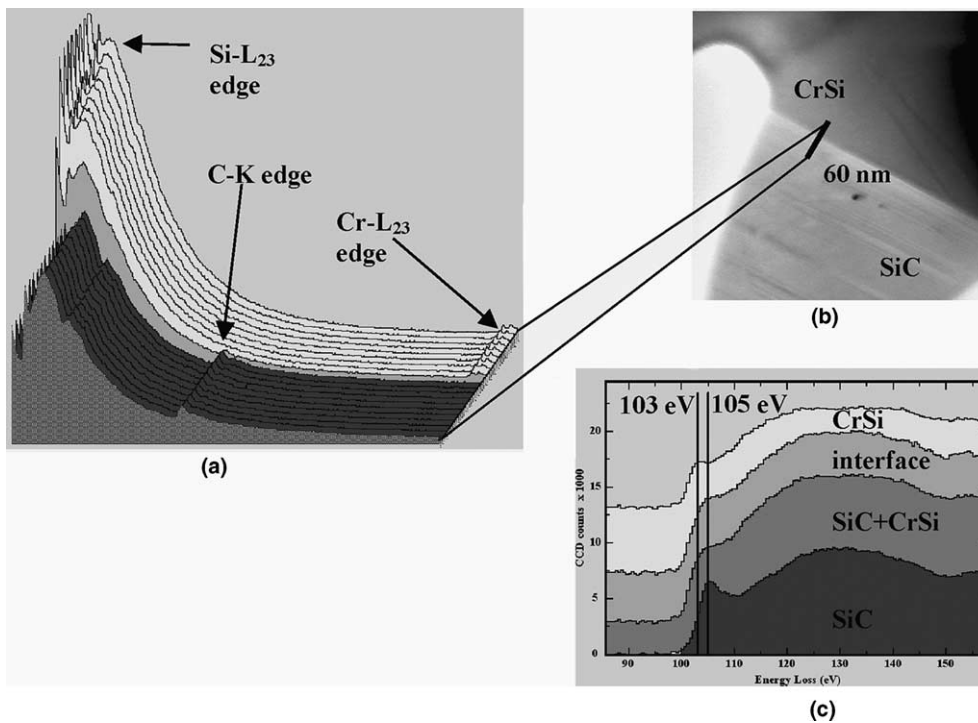 Si-L23
edge
C-K edge
Cr-L23
edge
(a)
CrSi
60 nm
SiC
(b)
103 eV
105 eV
CrSi
interface
SiC+CrSi
SiC
20
15
10
5
0
CCD counts x 1000
90
100
110
120
130
140
150
Energy Loss (eV)
(c)